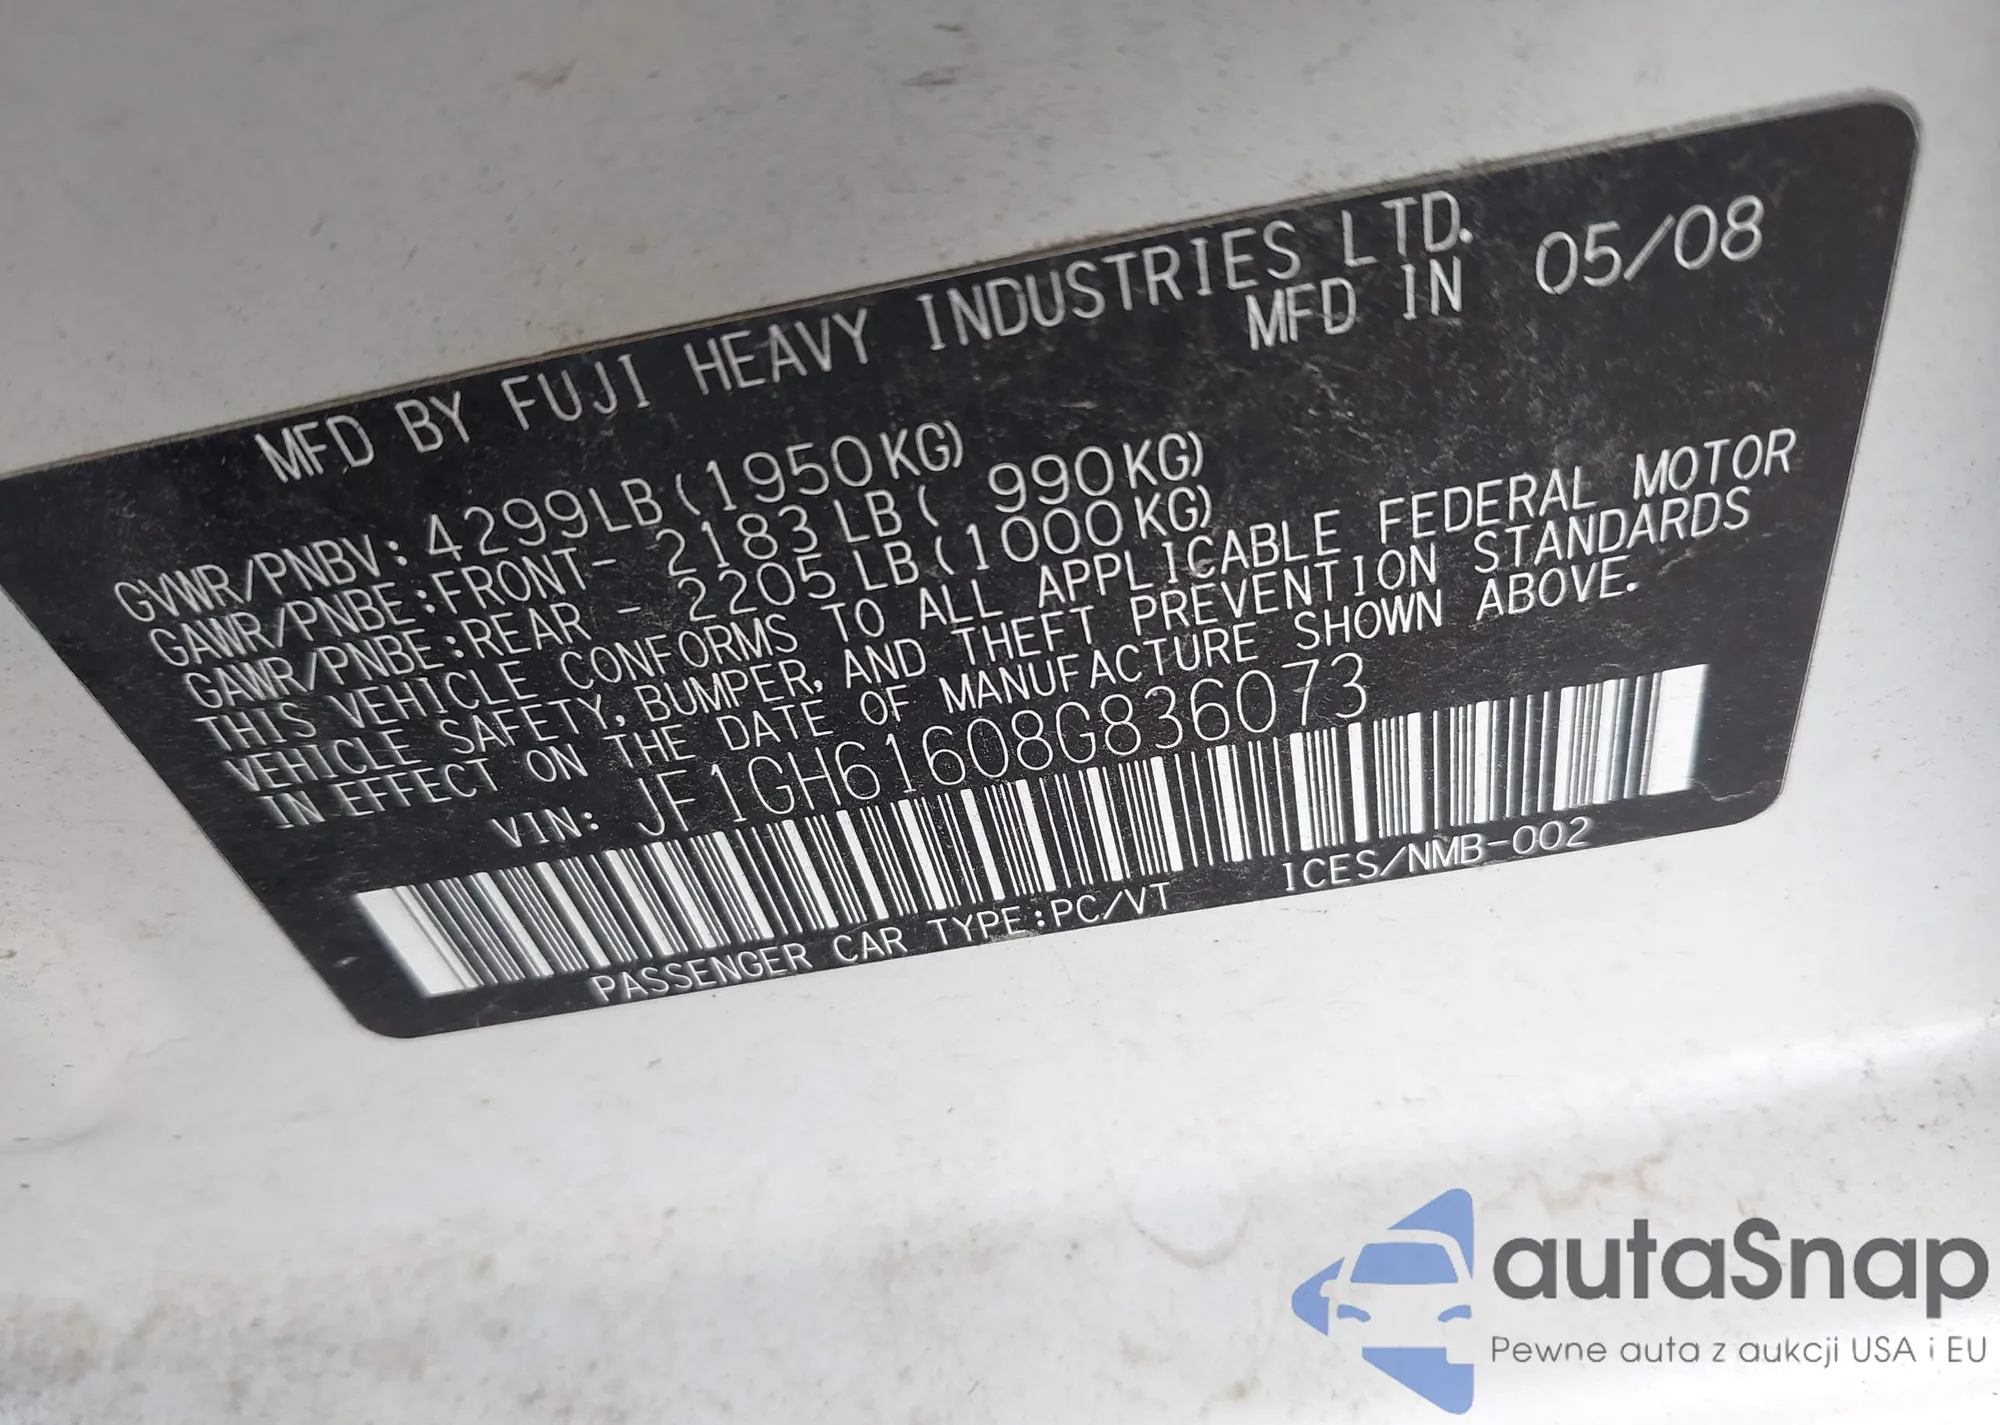 MFD BY FUJI HEAVY INDUSTRIES LTD.
MFD IN 05/08
GVWR/PNBV: 4299LB(1950KG)
GAWR/PNBE:FRONT- 2183LB( 990KG)
GAWR/PNBE:REAR - 2205LB(1000KG)
THIS VEHICLE CONFORMS TO ALL APPLICABLE FEDERAL MOTOR
VEHICLE SAFETY, BUMPER, AND THEFT PREVENTION STANDARDS
IN EFFECT ON THE DATE OF MANUFACTURE SHOWN ABOVE.
VIN: JF1GH61608G836073
PASSENGER CAR TYPE:PC/VT ICES/NMB-002
autaSnap
Pewne auta z aukcji USA i EU